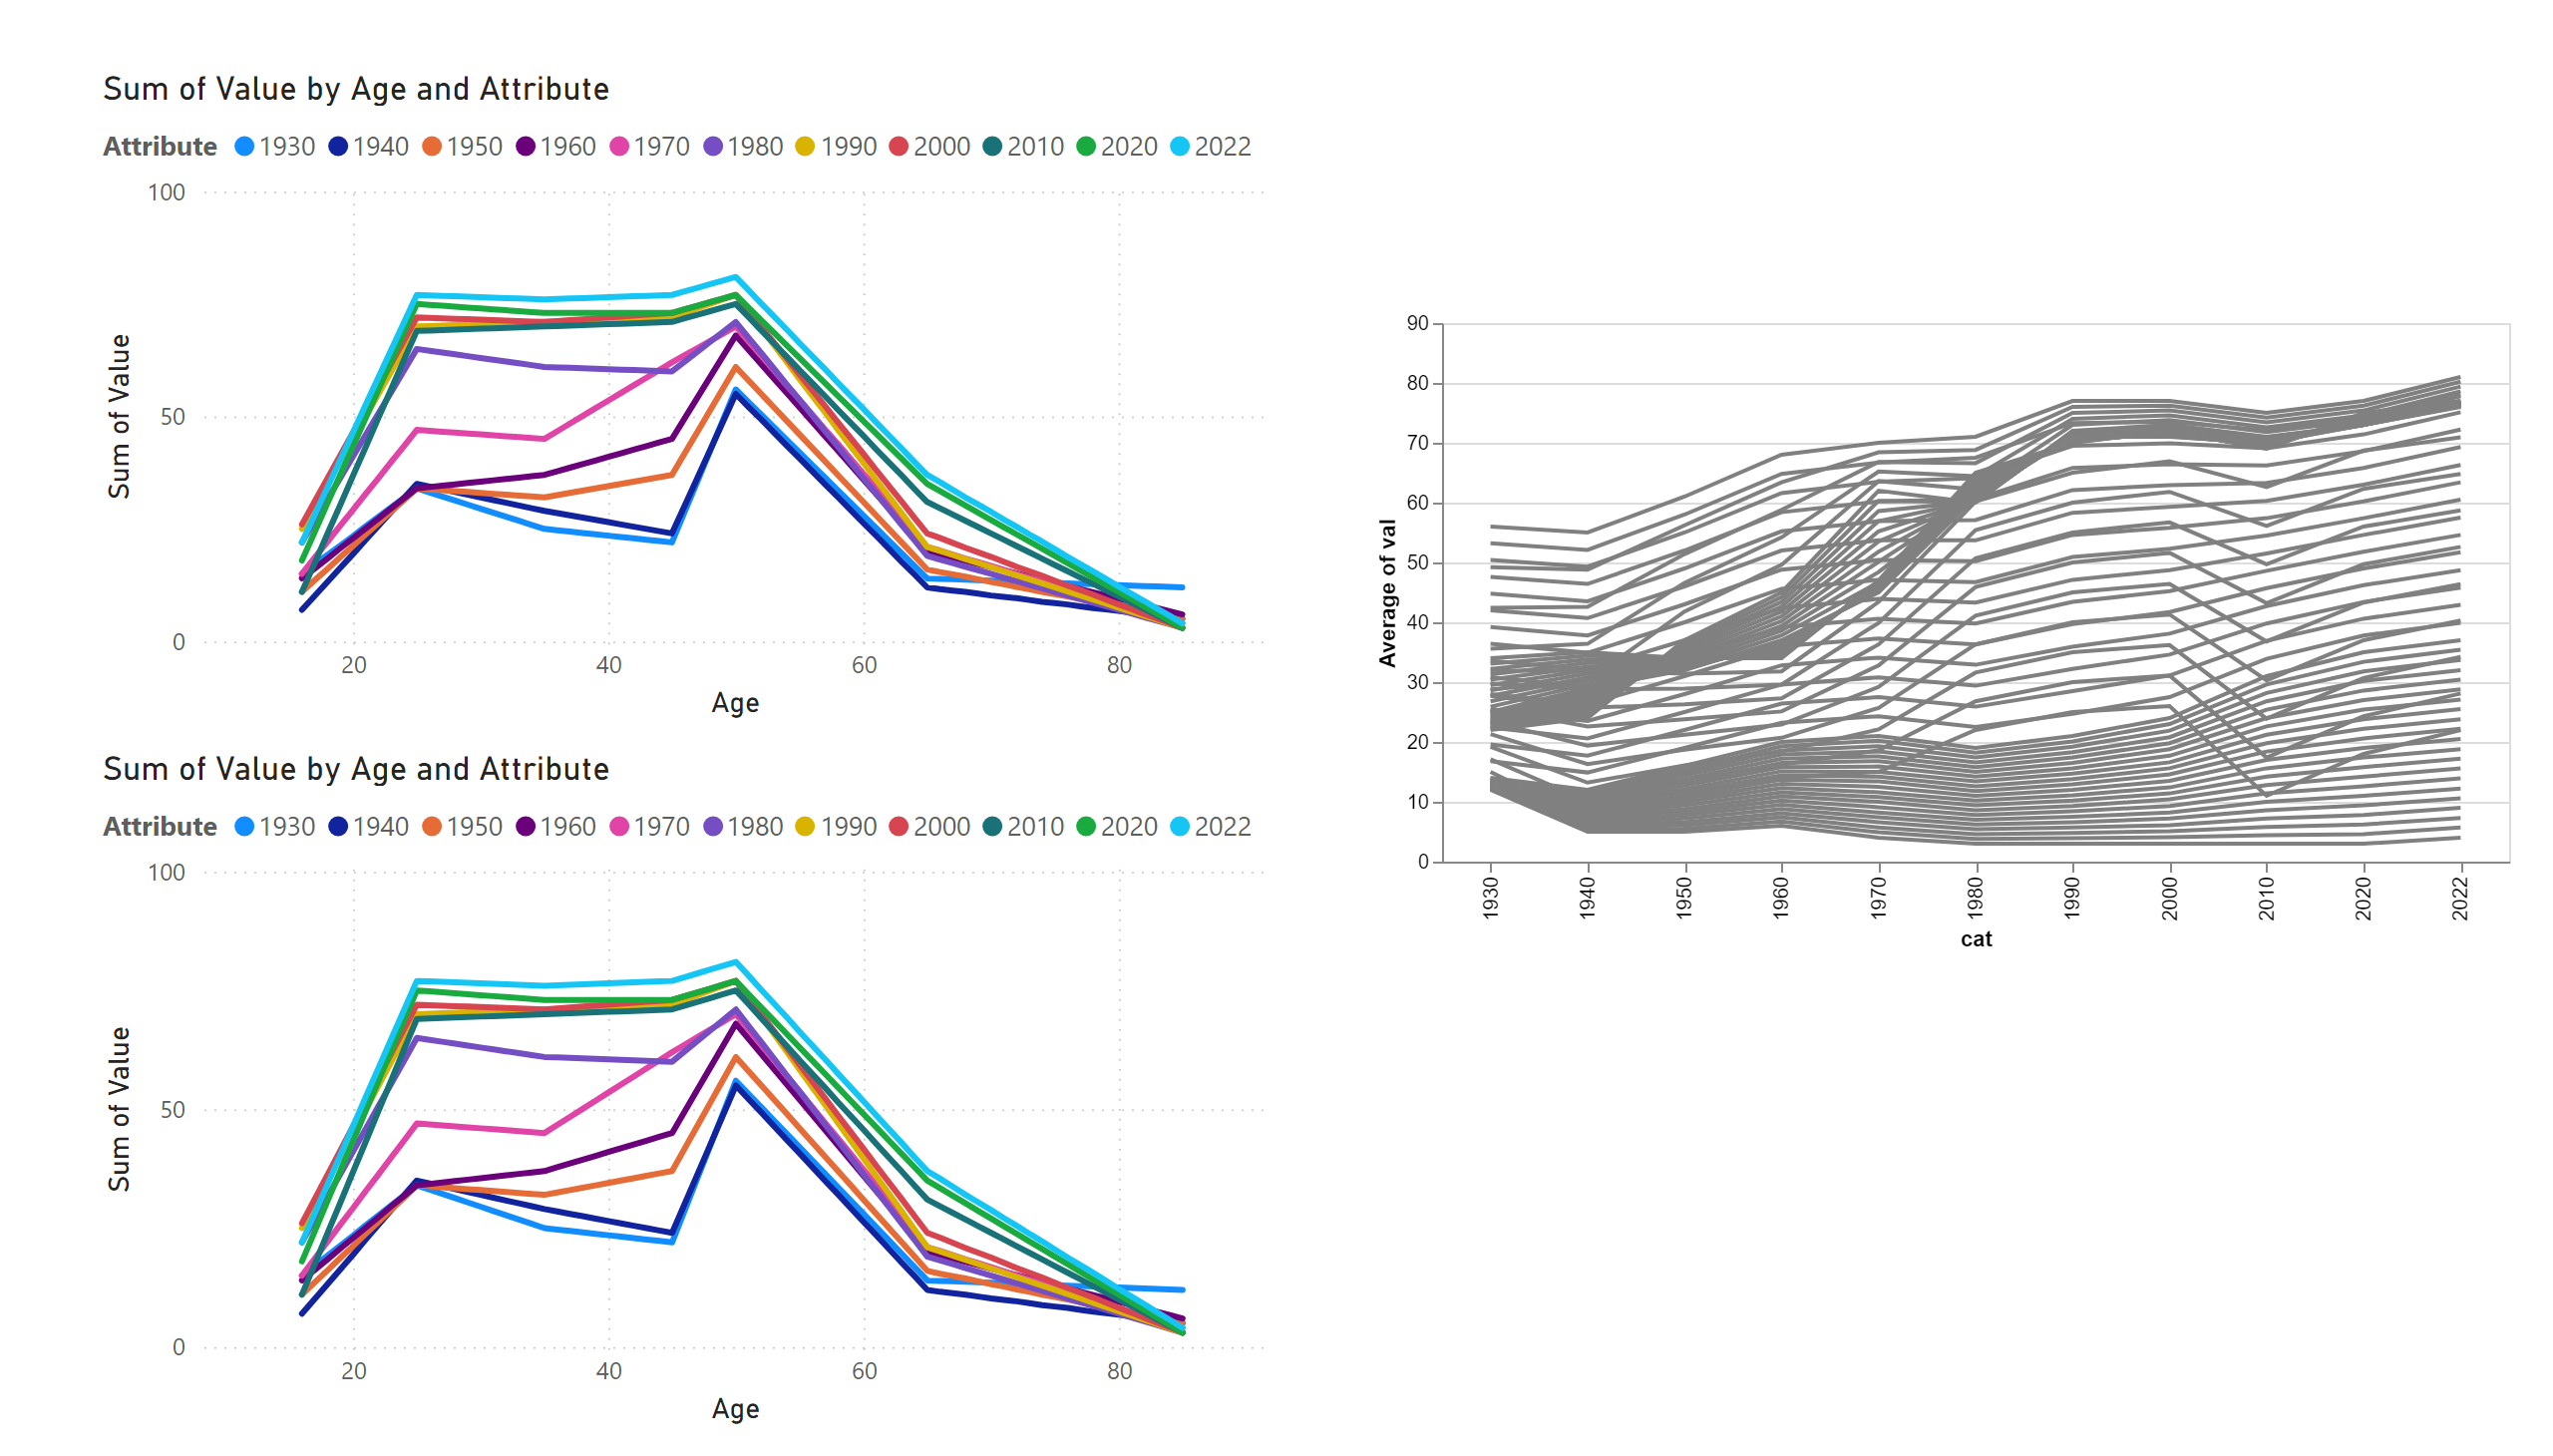 Sum of Value by Age and Attribute
Attribute 1930 1940 1950 1960 1970 1980 1990 2000 2010 2020 2022
100
50
0
Sum of Value
20 40 60 80
Age
Sum of Value by Age and Attribute
Attribute 1930 1940 1950 1960 1970 1980 1990 2000 2010 2020 2022
100
50
0
Sum of Value
20 40 60 80
Age
90
80
70
60
50
40
30
20
10
0
Average of val
1930 1940 1950 1960 1970 1980 1990 2000 2010 2020 2022
cat